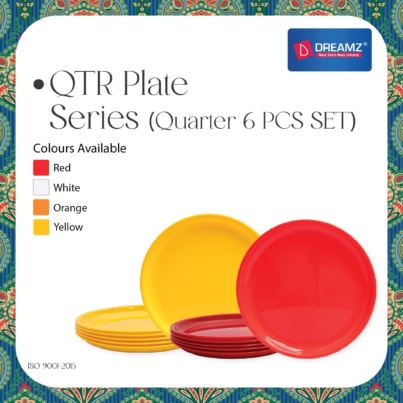 DREAMZ®
• QTR Plate
Series (Quarter 6 PCS SET)
Colours Available
Red
White
Orange
Yellow
ISO 9001-2015